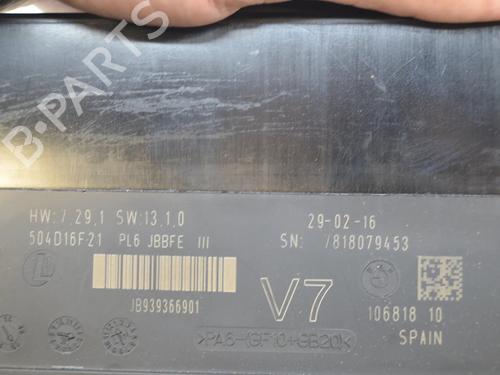 B-PARTS
HW:7.29.1 SW:13.1.0
29-02-16
504D16F21 PL6 JBBFE III
SN: 7818079453
JB939366901
V7
106818 10
>PA6-(GF10+GB20)<
SPAIN